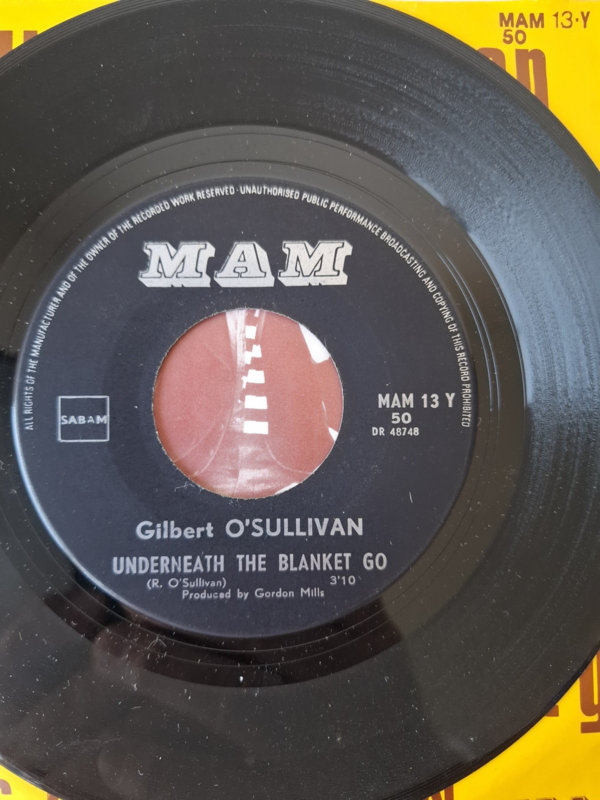 MAM 13·Y
50
ALL RIGHTS OF THE MANUFACTURER AND OF THE OWNER OF THE RECORDED WORK RESERVED · UNAUTHORISED PUBLIC PERFORMANCE BROADCASTING AND COPYING OF THIS RECORD PROHIBITED
MAM
SABAM
MAM 13 Y
50
DR 48748
Gilbert O'SULLIVAN
UNDERNEATH THE BLANKET GO
(R. O'Sullivan) 3'10
Produced by Gordon Mills